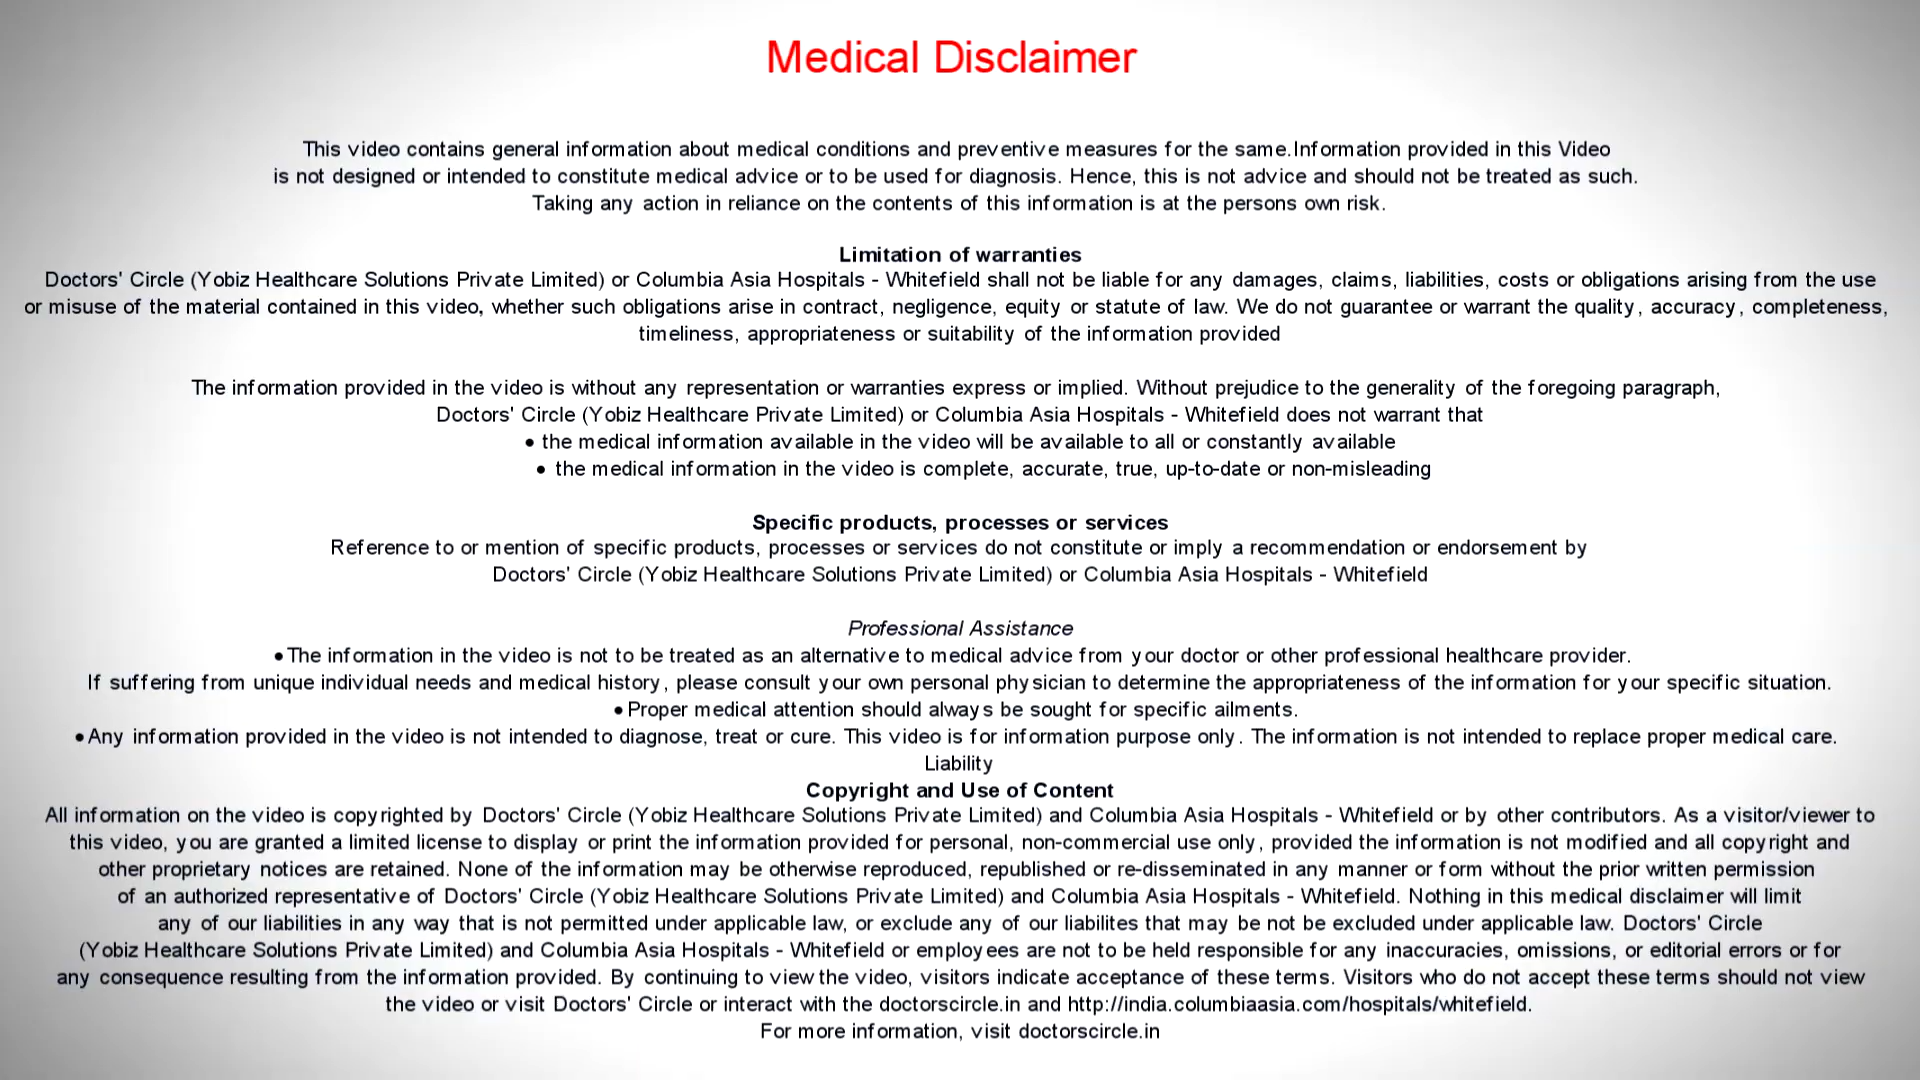 Medical Disclaimer
This video contains general information about medical conditions and preventive measures for the same.Information provided in this Video
is not designed or intended to constitute medical advice or to be used for diagnosis. Hence, this is not advice and should not be treated as such.
Taking any action in reliance on the contents of this information is at the persons own risk.
Limitation of warranties
Doctors' Circle (Yobiz Healthcare Solutions Private Limited) or Columbia Asia Hospitals - Whitefield shall not be liable for any damages, claims, liabilities, costs or obligations arising from the use
or misuse of the material contained in this video, whether such obligations arise in contract, negligence, equity or statute of law. We do not guarantee or warrant the quality, accuracy, completeness,
timeliness, appropriateness or suitability of the information provided
The information provided in the video is without any representation or warranties express or implied. Without prejudice to the generality of the foregoing paragraph,
Doctors' Circle (Yobiz Healthcare Private Limited) or Columbia Asia Hospitals - Whitefield does not warrant that
• the medical information available in the video will be available to all or constantly available
• the medical information in the video is complete, accurate, true, up-to-date or non-misleading
Specific products, processes or services
Reference to or mention of specific products, processes or services do not constitute or imply a recommendation or endorsement by
Doctors' Circle (Yobiz Healthcare Solutions Private Limited) or Columbia Asia Hospitals - Whitefield
Professional Assistance
•The information in the video is not to be treated as an alternative to medical advice from your doctor or other professional healthcare provider.
If suffering from unique individual needs and medical history, please consult your own personal physician to determine the appropriateness of the information for your specific situation.
•Proper medical attention should always be sought for specific ailments.
•Any information provided in the video is not intended to diagnose, treat or cure. This video is for information purpose only. The information is not intended to replace proper medical care.
Liability
Copyright and Use of Content
All information on the video is copyrighted by Doctors' Circle (Yobiz Healthcare Solutions Private Limited) and Columbia Asia Hospitals - Whitefield or by other contributors. As a visitor/viewer to
this video, you are granted a limited license to display or print the information provided for personal, non-commercial use only, provided the information is not modified and all copyright and
other proprietary notices are retained. None of the information may be otherwise reproduced, republished or re-disseminated in any manner or form without the prior written permission
of an authorized representative of Doctors' Circle (Yobiz Healthcare Solutions Private Limited) and Columbia Asia Hospitals - Whitefield. Nothing in this medical disclaimer will limit
any of our liabilities in any way that is not permitted under applicable law, or exclude any of our liabilites that may be not be excluded under applicable law. Doctors' Circle
(Yobiz Healthcare Solutions Private Limited) and Columbia Asia Hospitals - Whitefield or employees are not to be held responsible for any inaccuracies, omissions, or editorial errors or for
any consequence resulting from the information provided. By continuing to view the video, visitors indicate acceptance of these terms. Visitors who do not accept these terms should not view
the video or visit Doctors' Circle or interact with the doctorscircle.in and http://india.columbiaasia.com/hospitals/whitefield.
For more information, visit doctorscircle.in